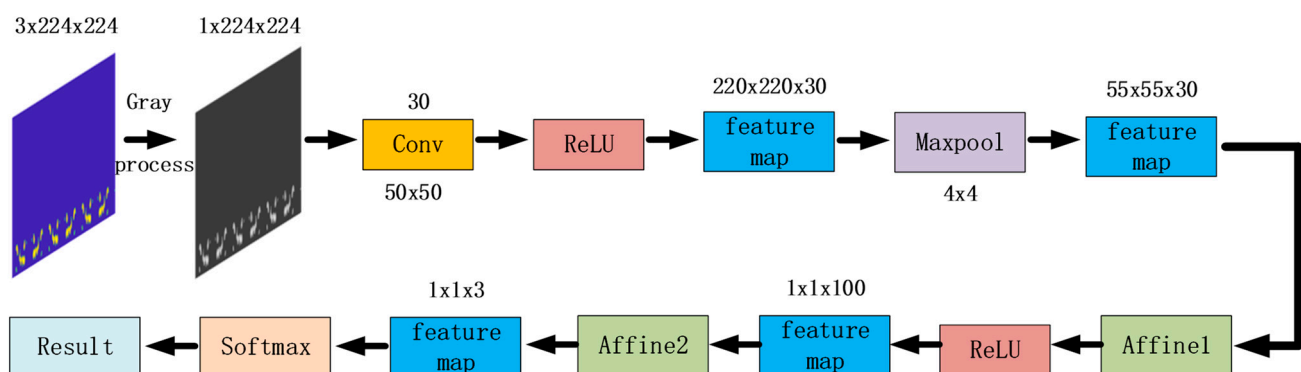 3x224x224
Gray
process
1x224x224
30
Conv
50x50
ReLU
220x220x30
feature
map
Maxpool
4x4
55x55x30
feature
map
Affine1
ReLU
1x1x100
feature
map
Affine2
1x1x3
feature
map
Softmax
Result